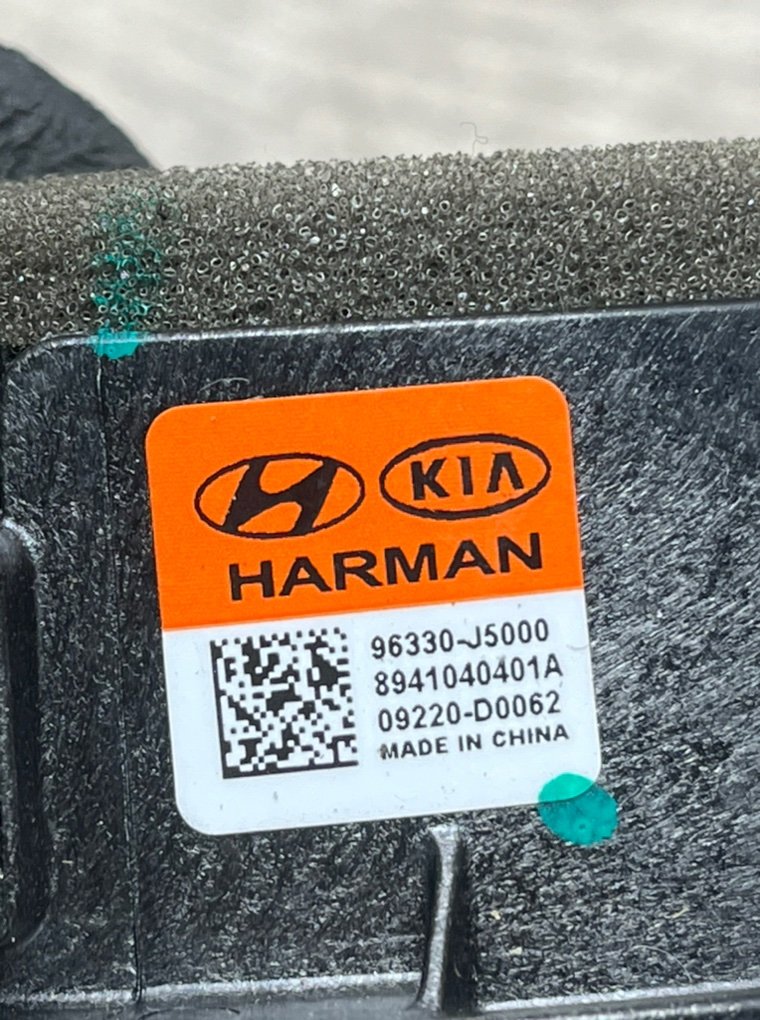 KIA
HARMAN
96330-J5000
8941040401A
09220-D0062
MADE IN CHINA